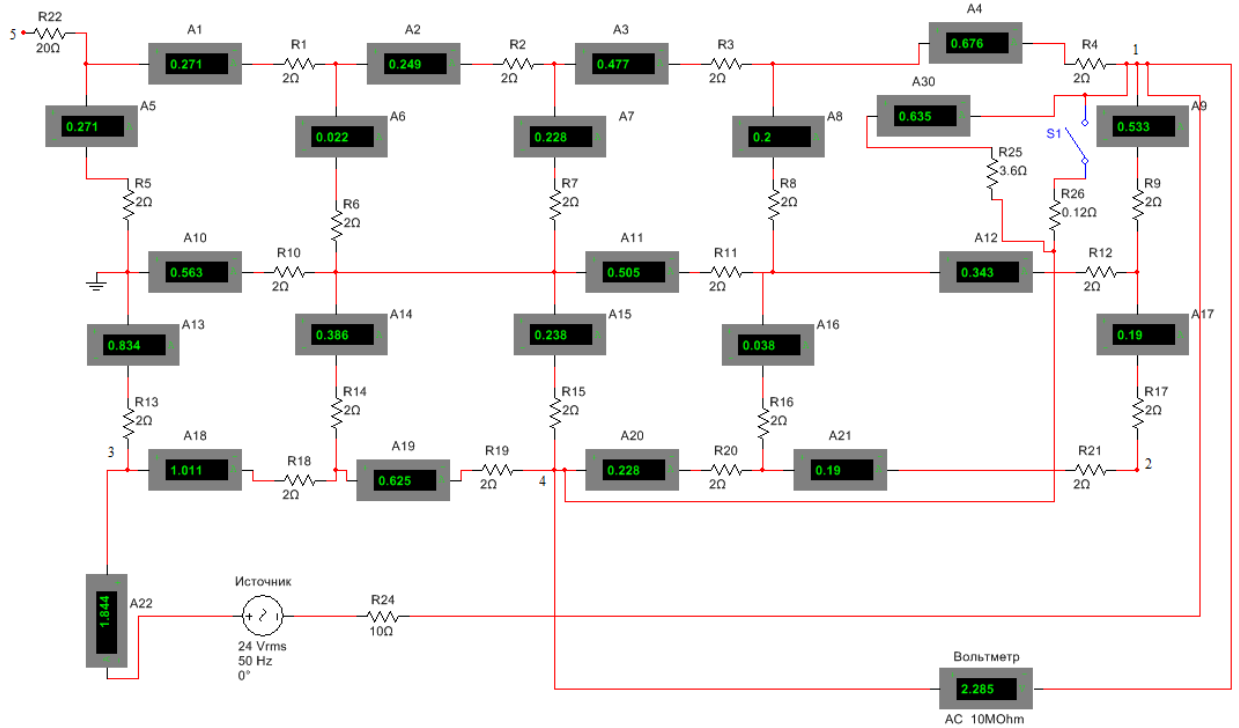 R22
5
20Ω
A1
0.271
R1
2Ω
A2
0.249
R2
2Ω
A3
0.477
R3
2Ω
A4
0.676
R4
2Ω
1
A5
0.271
A6
0.022
A7
0.228
A8
0.2
A30
0.635
S1
A9
0.533
R25
3.6Ω
R26
0.12Ω
R5
2Ω
R6
2Ω
R7
2Ω
R8
2Ω
R9
2Ω
A10
0.563
R10
2Ω
A11
0.505
R11
2Ω
A12
0.343
R12
2Ω
A13
0.834
A14
0.386
A15
0.238
A16
0.038
A17
0.19
R13
2Ω
R14
2Ω
R15
2Ω
R16
2Ω
R17
2Ω
3
A18
1.011
R18
2Ω
A19
0.625
R19
2Ω
4
A20
0.228
R20
2Ω
A21
0.19
R21
2Ω
2
A22
1.844
Источник
24 Vrms
50 Hz
0°
R24
10Ω
Вольтметр
2.285
AC 10MOhm